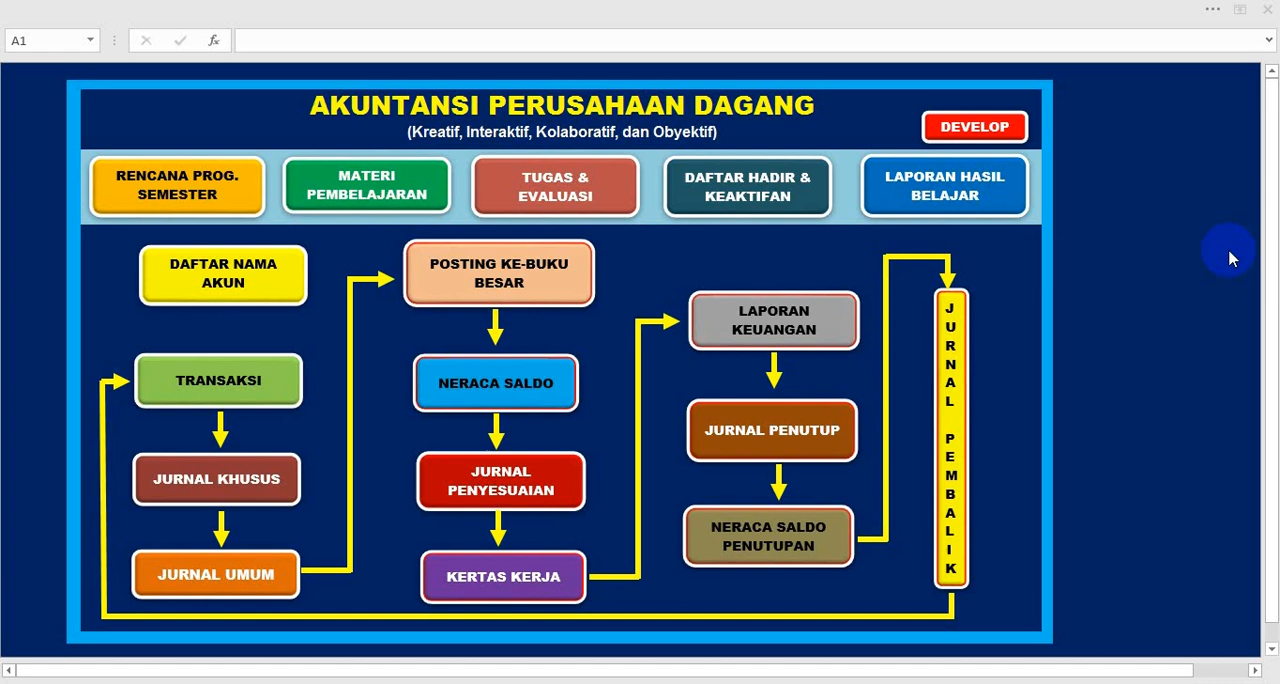 A1
fx
AKUNTANSI PERUSAHAAN DAGANG
(Kreatif, Interaktif, Kolaboratif, dan Obyektif)
DEVELOP
RENCANA PROG.
SEMESTER
MATERI
PEMBELAJARAN
TUGAS &
EVALUASI
DAFTAR HADIR &
KEAKTIFAN
LAPORAN HASIL
BELAJAR
DAFTAR NAMA
AKUN
TRANSAKSI
JURNAL KHUSUS
JURNAL UMUM
POSTING KE-BUKU
BESAR
NERACA SALDO
JURNAL
PENYESUAIAN
KERTAS KERJA
LAPORAN
KEUANGAN
JURNAL PENUTUP
NERACA SALDO
PENUTUPAN
JURNAL PEMBALIK